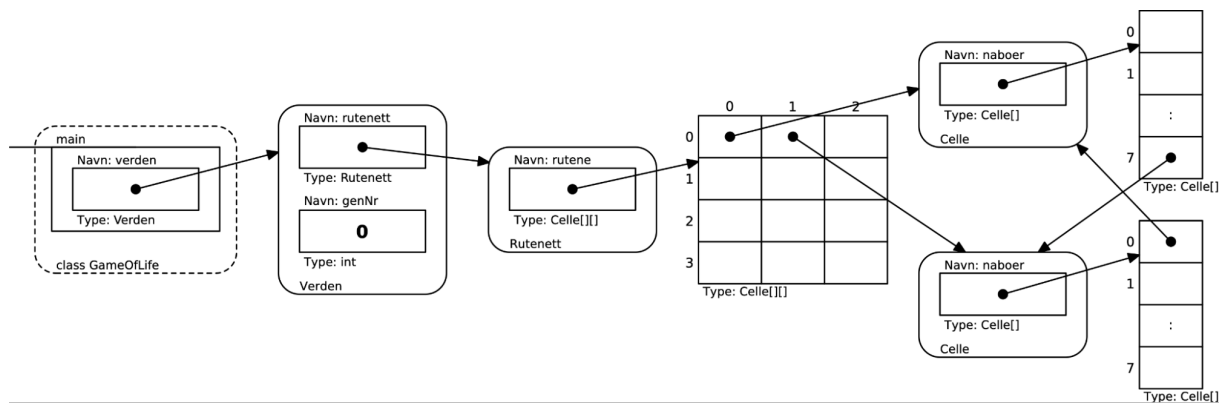 main
Navn: verden
Type: Verden
class GameOfLife
Navn: rutenett
Type: Rutenett
Navn: genNr
0
Type: int
Verden
Navn: rutene
Type: Celle[][]
Rutenett
0 1 2
0
1
2
3
Type: Celle[][]
Navn: naboer
Type: Celle[]
Celle
Navn: naboer
Type: Celle[]
Celle
0
1
:
7
Type: Celle[]
0
1
:
7
Type: Celle[]